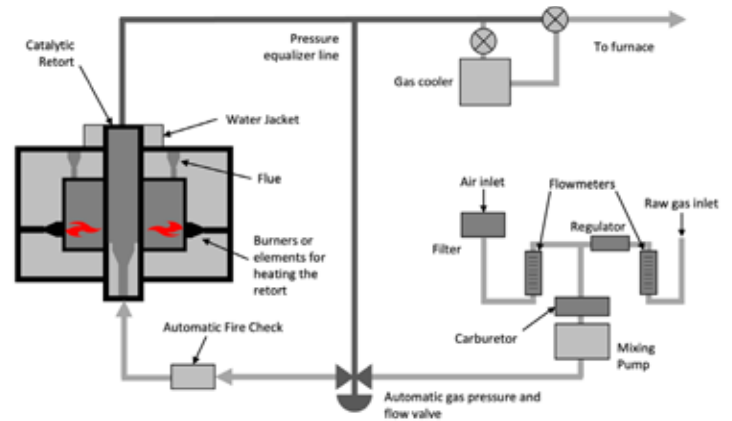 Catalytic
Retort
Pressure
equalizer line
To furnace
Gas cooler
Water Jacket
Flue
Air inlet
Flowmeters
Raw gas inlet
Regulator
Filter
Burners or
elements for
heating the
retort
Automatic Fire Check
Carburetor
Mixing
Pump
Automatic gas pressure and
flow valve